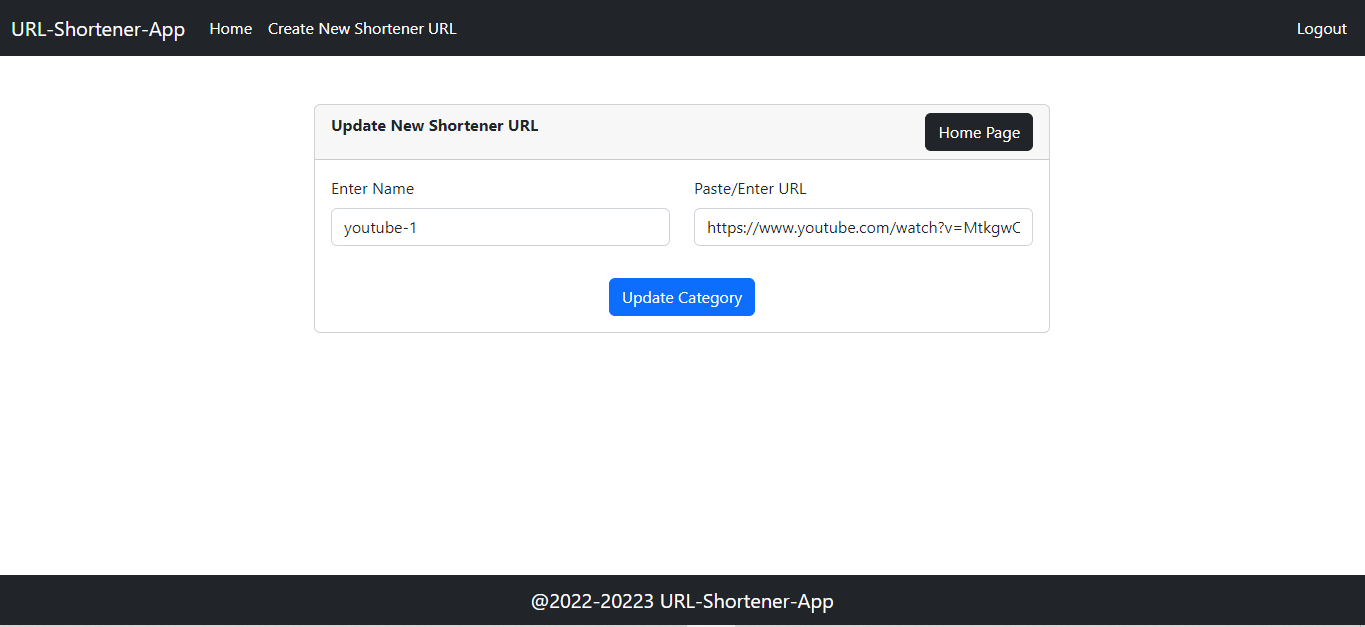 URL-Shortener-App Home Create New Shortener URL Logout
Update New Shortener URL Home Page
Enter Name Paste/Enter URL
youtube-1 https://www.youtube.com/watch?v=MtkgwC
Update Category
@2022-20223 URL-Shortener-App